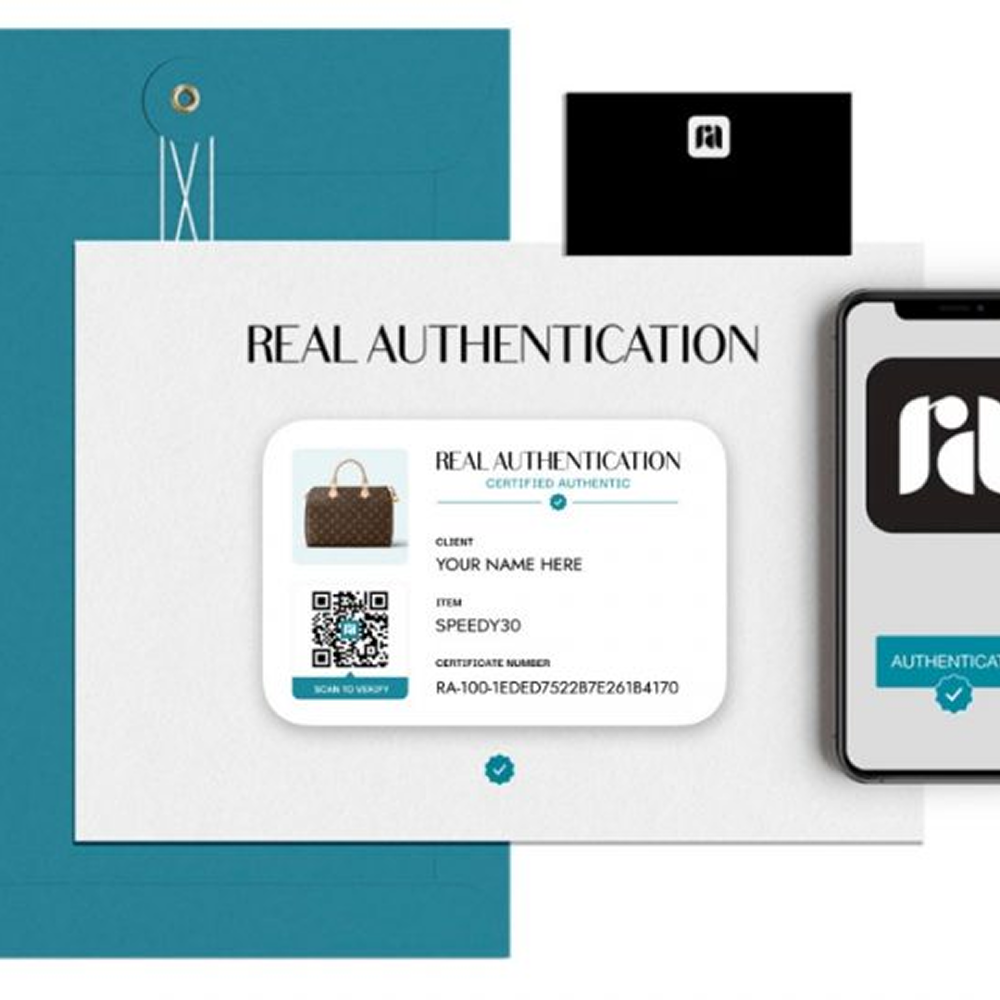 ra
REAL AUTHENTICATION
REAL AUTHENTICATION
CERTIFIED AUTHENTIC
CLIENT
YOUR NAME HERE
ITEM
SPEEDY30
CERTIFICATE NUMBER
RA-100-1EDED7522B7E261B4170
SCAN TO VERIFY
ra
AUTHENTICAT